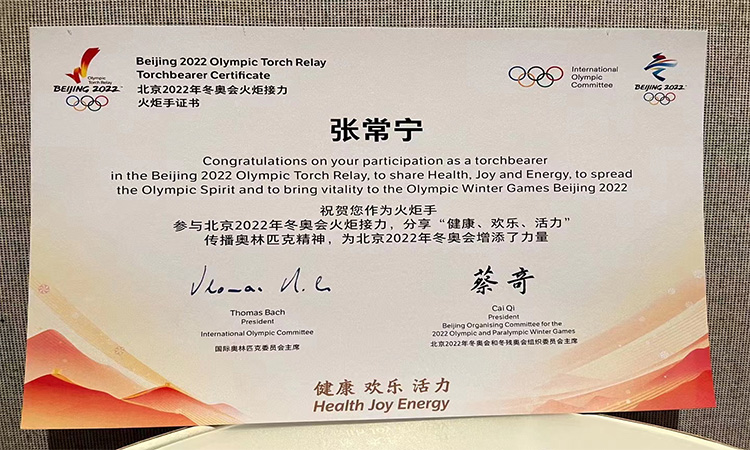 Olympic
Torch Relay
BEIJING 2022
Beijing 2022 Olympic Torch Relay
Torchbearer Certificate
北京2022年冬奥会火炬接力
火炬手证书
International
Olympic
Committee
BEIJING 2022
张常宁
Congratulations on your participation as a torchbearer
in the Beijing 2022 Olympic Torch Relay, to share Health, Joy and Energy, to spread
the Olympic Spirit and to bring vitality to the Olympic Winter Games Beijing 2022
祝贺您作为火炬手
参与北京2022年冬奥会火炬接力，分享“健康、欢乐、活力”
传播奥林匹克精神，为北京2022年冬奥会增添了力量
Thomas Bach
President
International Olympic Committee
国际奥林匹克委员会主席
蔡奇
Cai Qi
President
Beijing Organising Committee for the
2022 Olympic and Paralympic Winter Games
北京2022年冬奥会和冬残奥会组织委员会主席
健康 欢乐 活力
Health Joy Energy